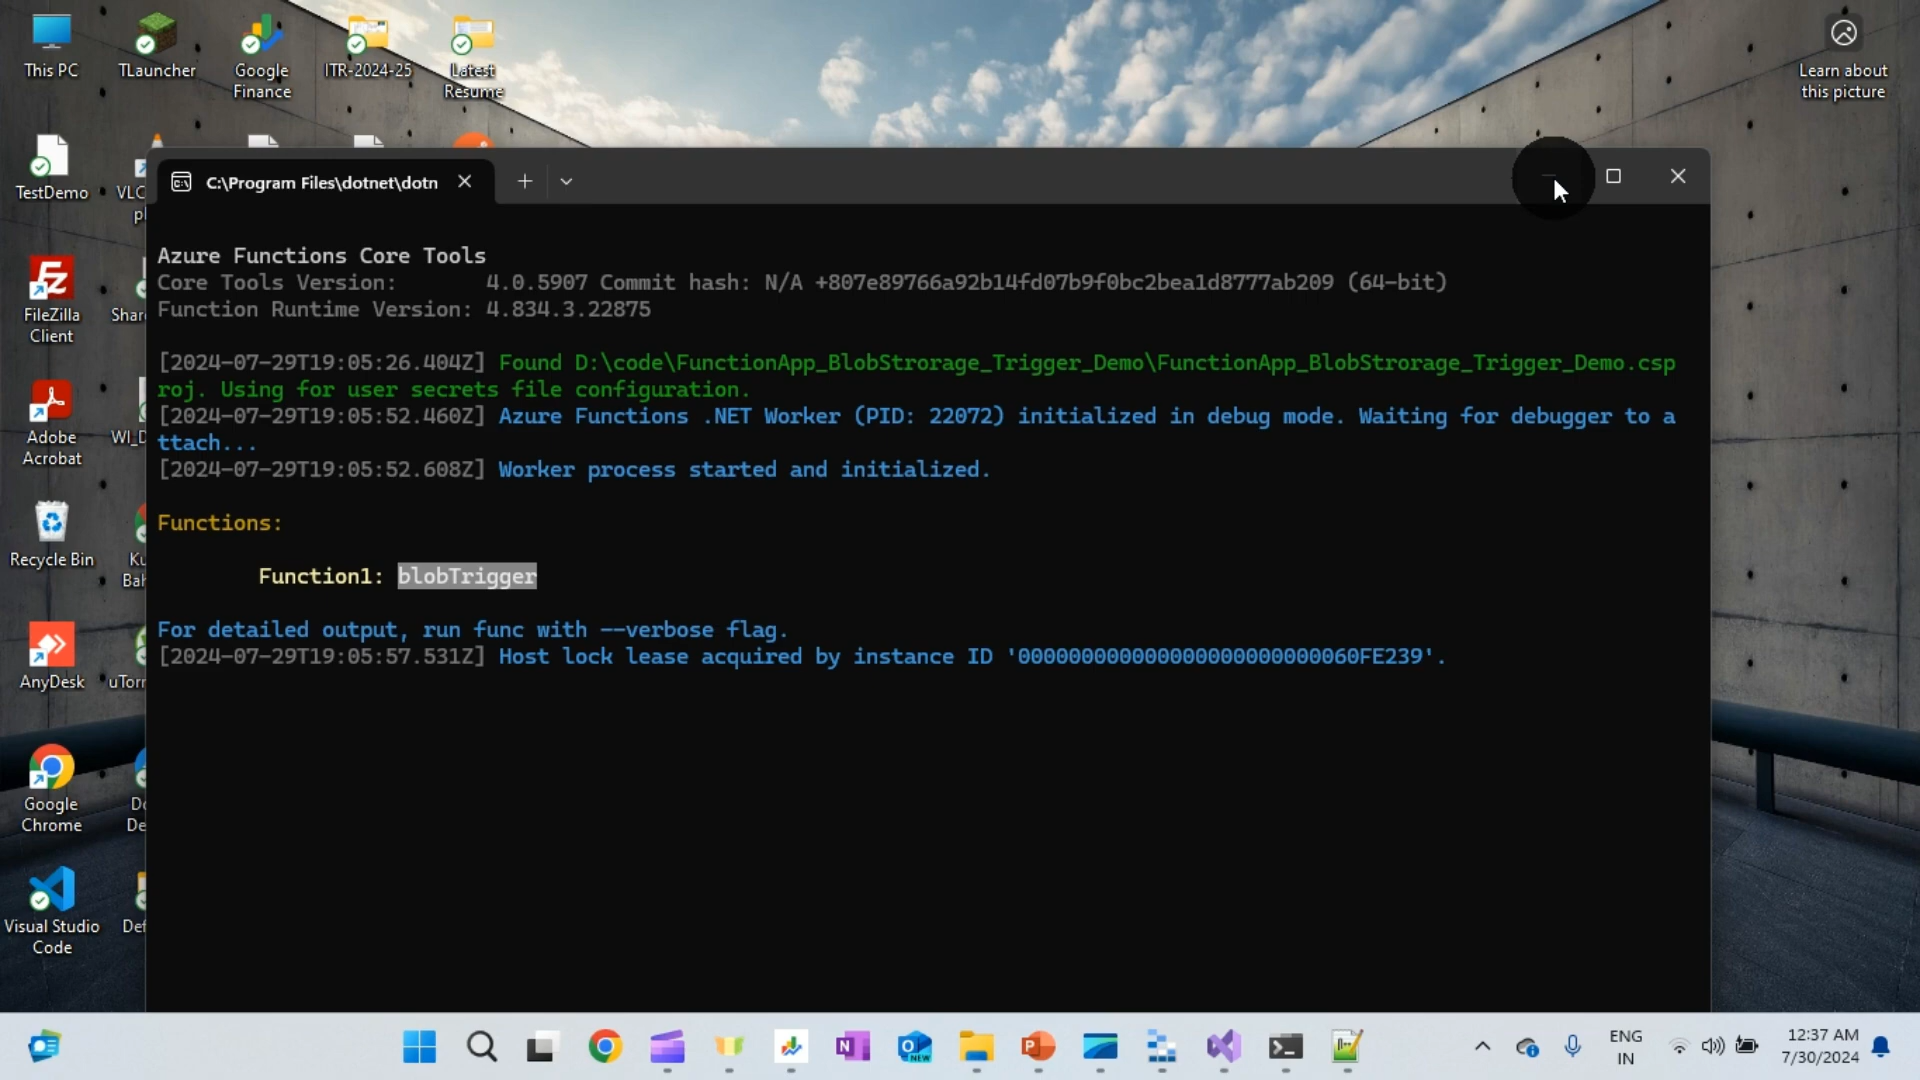 This PC
TLauncher
Google
Finance
ITR-2024-25
Latest
Resume
Learn about
this picture
TestDemo
VLC
FileZilla
Client
Adobe
Acrobat
Recycle Bin
AnyDesk
Google
Chrome
Visual Studio
Code
C:\Program Files\dotnet\dotn
Azure Functions Core Tools
Core Tools Version:       4.0.5907 Commit hash: N/A +807e89766a92b14fd07b9f0bc2bea1d8777ab209 (64-bit)
Function Runtime Version: 4.834.3.22875
[2024-07-29T19:05:26.404Z] Found D:\code\FunctionApp_BlobStrorage_Trigger_Demo\FunctionApp_BlobStrorage_Trigger_Demo.csp
roj. Using for user secrets file configuration.
[2024-07-29T19:05:52.460Z] Azure Functions .NET Worker (PID: 22072) initialized in debug mode. Waiting for debugger to a
ttach...
[2024-07-29T19:05:52.608Z] Worker process started and initialized.
Functions:
Function1: blobTrigger
For detailed output, run func with --verbose flag.
[2024-07-29T19:05:57.531Z] Host lock lease acquired by instance ID '00000000000000000000000060FE239'.
ENG
IN
12:37 AM
7/30/2024